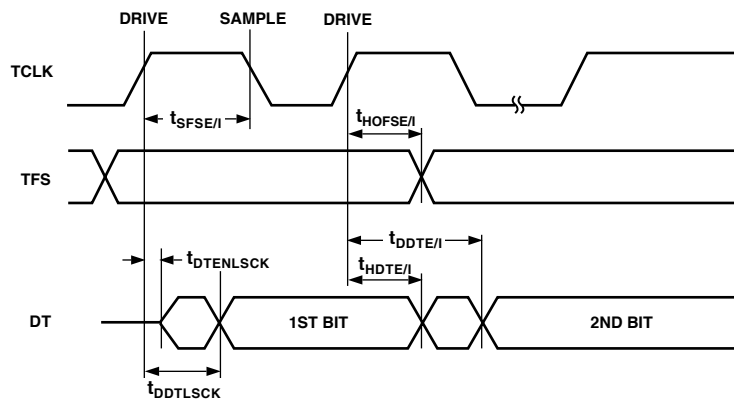 DRIVE SAMPLE DRIVE
TCLK
tSFSE/I
tHOFSE/I
TFS
tDDTE/I
tDTENLSCK
tHDTE/I
DT
1ST BIT
2ND BIT
tDDTLSCK